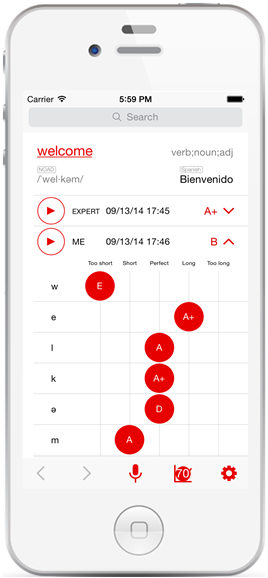 Carrier 5:59 PM
Search
welcome verb;noun;adj
NOAD Spanish
/ˈwel-kəm/ Bienvenido
EXPERT 09/13/14 17:45 A+
ME 09/13/14 17:46 B
Too short Short Perfect Long Too long
w E
e A+
l A
k A+
ə D
m A
70